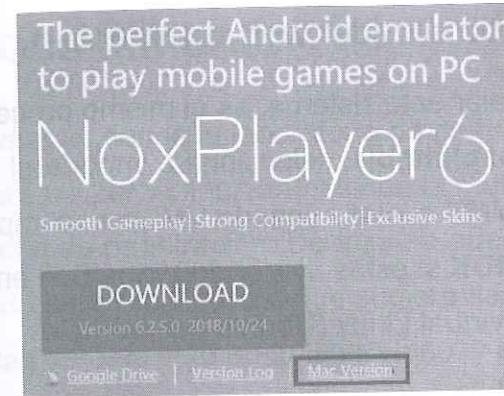 The perfect Android emulator
to play mobile games on PC
NoxPlayer6
Smooth Gameplay| Strong Compatibility| Exclusive Skins
DOWNLOAD
Version 6.2.5.0 2018/10/24
Google Drive | Version Log | Mac Version